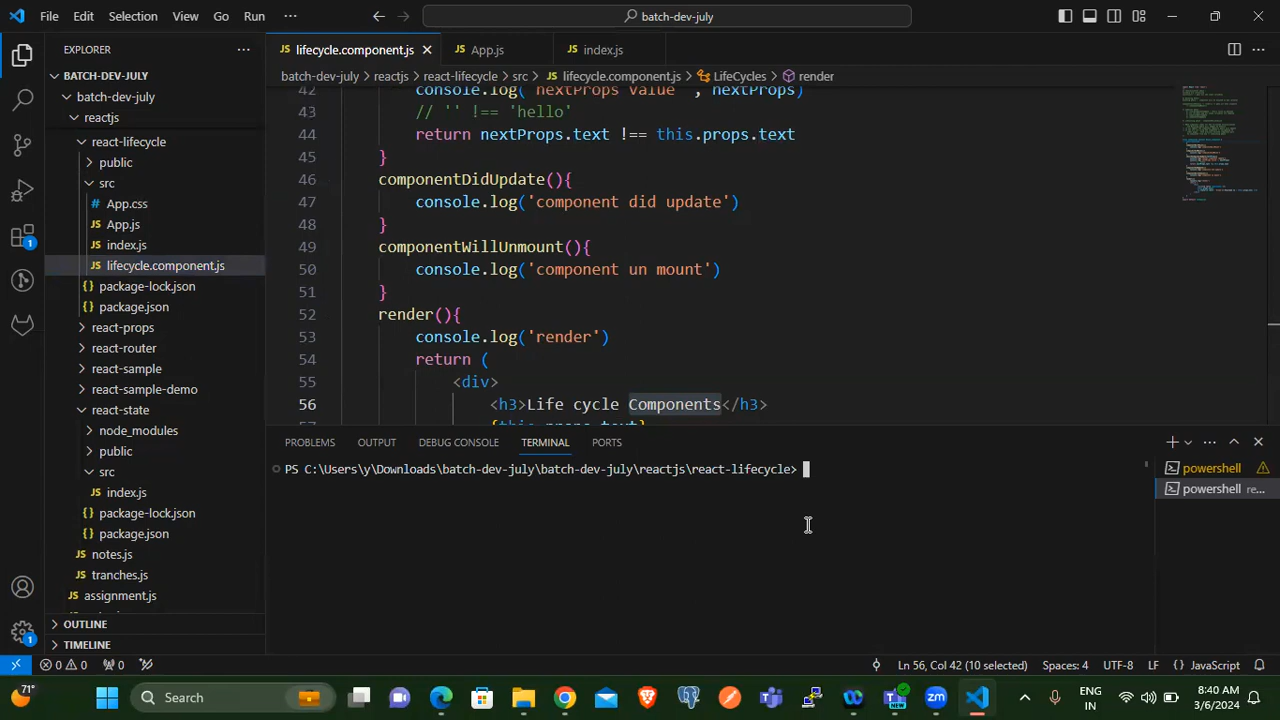 File Edit Selection View Go Run ··· batch-dev-july
EXPLORER ···
lifecycle.component.js App.js index.js
BATCH-DEV-JULY
batch-dev-july
reactjs
react-lifecycle
public
src
App.css
App.js
index.js
lifecycle.component.js
package-lock.json
package.json
react-props
react-router
react-sample
react-sample-demo
react-state
node_modules
public
src
index.js
package-lock.json
package.json
notes.js
tranches.js
assignment.js
OUTLINE
TIMELINE
batch-dev-july > reactjs > react-lifecycle > src > JS lifecycle.component.js > LifeCycles > render
42 console.log('nextProps value ', nextProps)
43 // '' !== 'hello'
44 return nextProps.text !== this.props.text
45 }
46 componentDidUpdate(){
47 console.log('component did update')
48 }
49 componentWillUnmount(){
50 console.log('component un mount')
51 }
52 render(){
53 console.log('render')
54 return (
55 <div>
56 <h3>Life cycle Components</h3>
{this.props.text}
PROBLEMS OUTPUT DEBUG CONSOLE TERMINAL PORTS
PS C:\Users\y\Downloads\batch-dev-july\batch-dev-july\reactjs\react-lifecycle>
powershell
powershell re...
0 0 0 Ln 56, Col 42 (10 selected) Spaces: 4 UTF-8 LF {} JavaScript
71° Search ENG IN 8:40 AM 3/6/2024